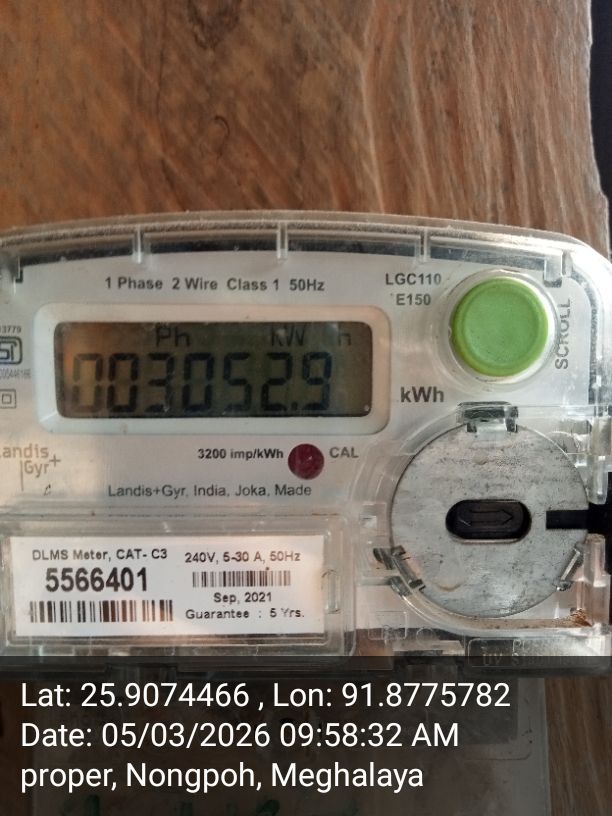 1 Phase 2 Wire Class 1 50Hz
LGC110
E150
SCROLL
Ph kW h
003052.9
kWh
3200 imp/kWh
CAL
Landis
Gyr+
Landis+Gyr, India, Joka, Made
DLMS Meter, CAT- C3
5566401
240V, 5-30 A, 50Hz
Sep, 2021
Guarantee : 5 Yrs.
Lat: 25.9074466 , Lon: 91.8775782
Date: 05/03/2026 09:58:32 AM
proper, Nongpoh, Meghalaya